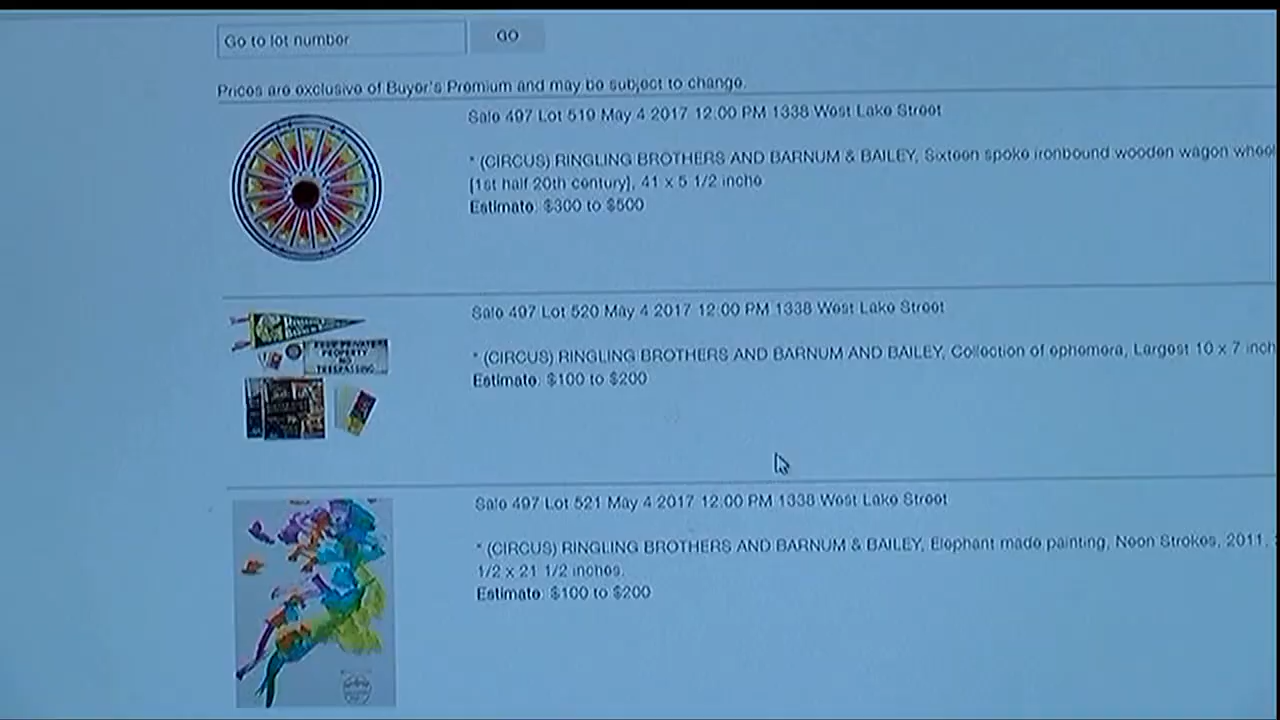 Go to lot number
GO
Prices are exclusive of Buyer's Premium and may be subject to change.
Sale 497 Lot 519 May 4 2017 12:00 PM 1338 West Lake Street
* (CIRCUS) RINGLING BROTHERS AND BARNUM & BAILEY, Sixteen spoke ironbound wooden wagon wheel
[1st half 20th century], 41 x 5 1/2 inche
Estimate: $300 to $500
Sale 497 Lot 520 May 4 2017 12:00 PM 1338 West Lake Street
* (CIRCUS) RINGLING BROTHERS AND BARNUM AND BAILEY, Collection of ephemera, Largest 10 x 7 inch
Estimate: $100 to $200
KEEP PRIVATE
PROPERTY
NO
TRESPASSING
Sale 497 Lot 521 May 4 2017 12:00 PM 1338 West Lake Street
* (CIRCUS) RINGLING BROTHERS AND BARNUM & BAILEY, Elephant made painting, Neon Strokes, 2011,
1/2 x 21 1/2 inches.
Estimate: $100 to $200